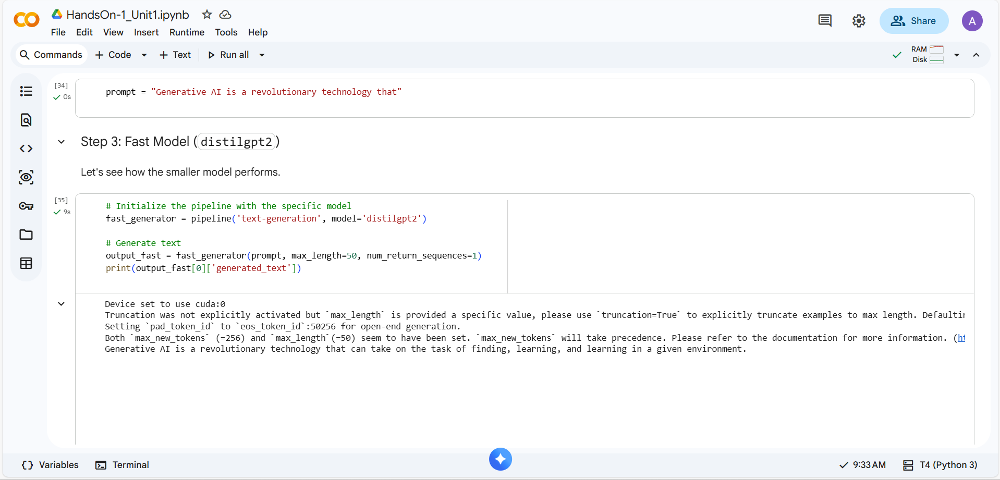 HandsOn-1_Unit1.ipynb
File Edit View Insert Runtime Tools Help
Share
A
Commands + Code + Text Run all
RAM
Disk
[34]
0s
prompt = "Generative AI is a revolutionary technology that"
Step 3: Fast Model (distilgpt2)
Let's see how the smaller model performs.
[35]
9s
# Initialize the pipeline with the specific model
fast_generator = pipeline('text-generation', model='distilgpt2')
# Generate text
output_fast = fast_generator(prompt, max_length=50, num_return_sequences=1)
print(output_fast[0]['generated_text'])
Device set to use cuda:0
Truncation was not explicitly activated but `max_length` is provided a specific value, please use `truncation=True` to explicitly truncate examples to max length.
Setting `pad_token_id` to `eos_token_id`:50256 for open-end generation.
Both `max_new_tokens` (=256) and `max_length`(=50) seem to have been set. `max_new_tokens` will take precedence. Please refer to the documentation for more information. (
Generative AI is a revolutionary technology that can take on the task of finding, learning, and learning in a given environment.
Variables Terminal
9:33 AM T4 (Python 3)